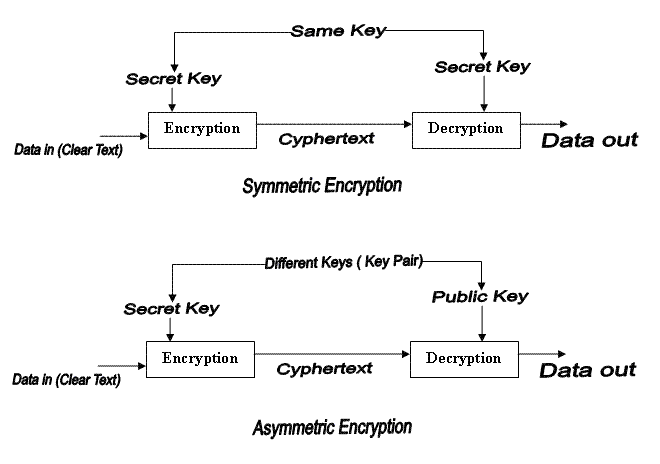 Same Key
Secret Key
Secret Key
Encryption
Decryption
Data in (Clear Text)
Cyphertext
Data out
Symmetric Encryption
Different Keys ( Key Pair)
Secret Key
Public Key
Encryption
Decryption
Data in (Clear Text)
Cyphertext
Data out
Asymmetric Encryption